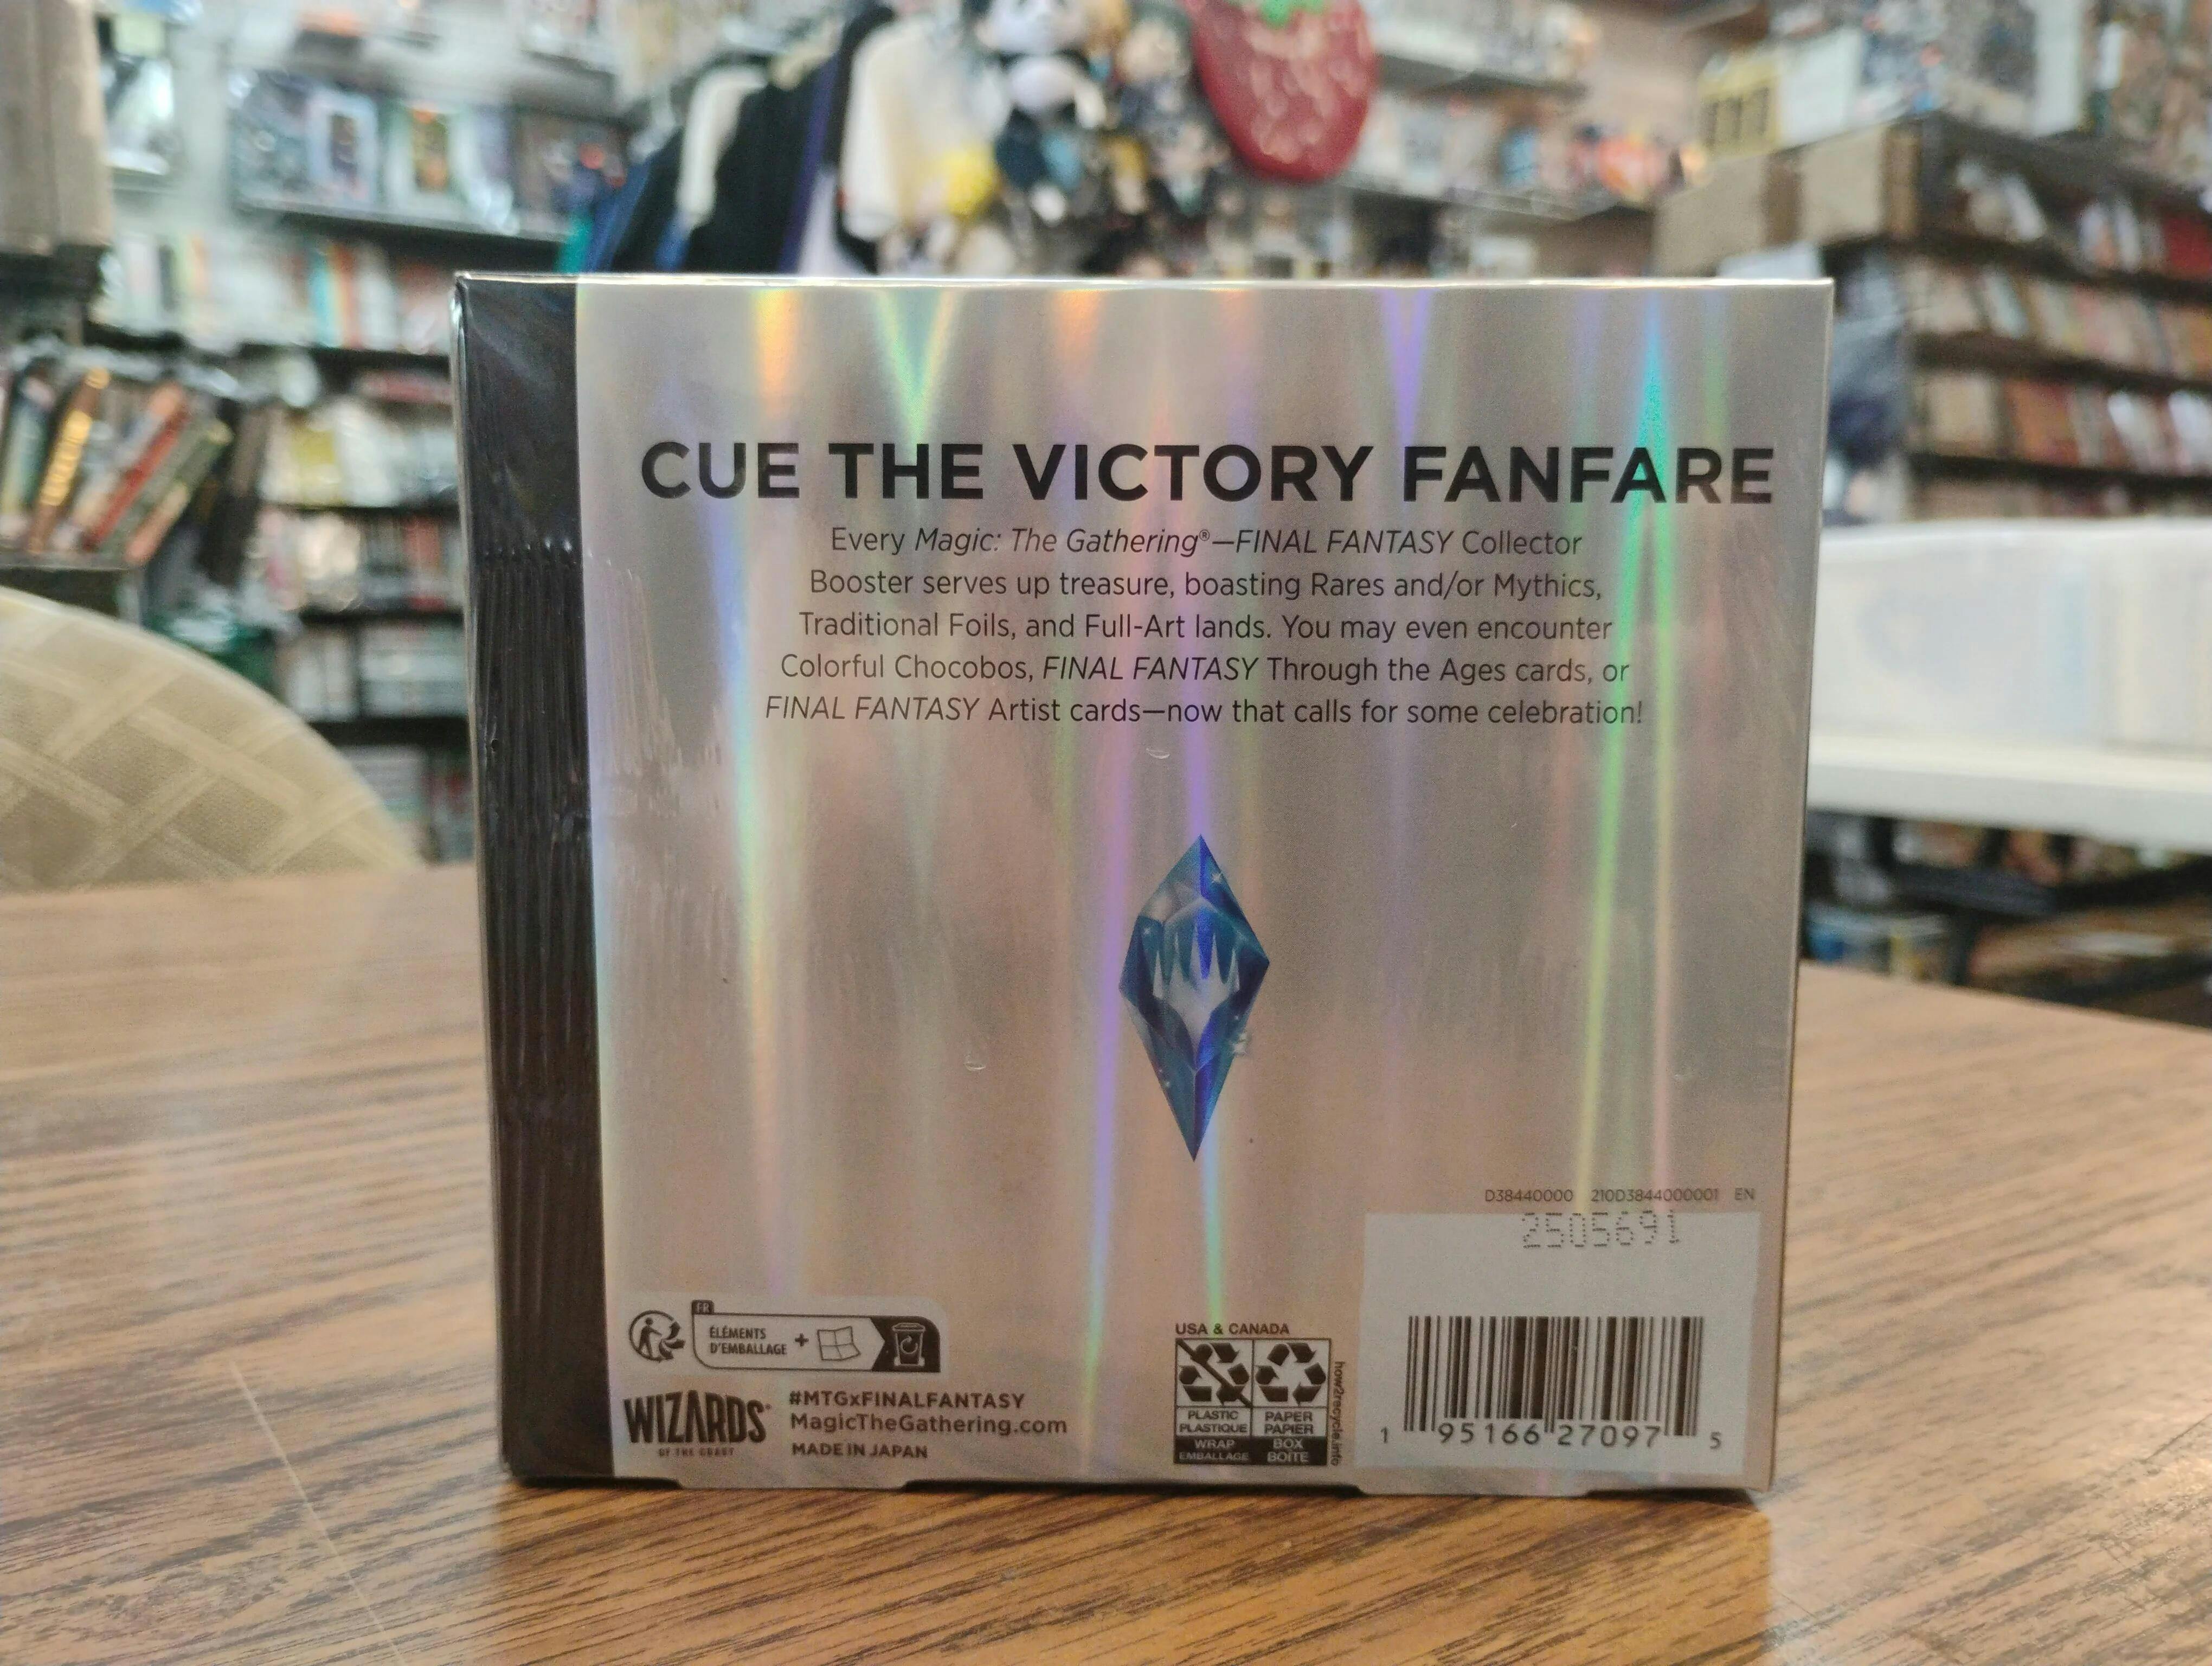 CUE THE VICTORY FANFARE
Every Magic: The Gathering®—FINAL FANTASY Collector
Booster serves up treasure, boasting Rares and/or Mythics,
Traditional Foils, and Full-Art lands. You may even encounter
Colorful Chocobos, FINAL FANTASY Through the Ages cards, or
FINAL FANTASY Artist cards—now that calls for some celebration!
D38440000 210D3844000001 EN
2505691
FR
ÉLÉMENTS
D'EMBALLAGE +
WIZARDS®
OF THE COAST
#MTGxFINALFANTASY
MagicTheGathering.com
MADE IN JAPAN
USA & CANADA
PLASTIC
PLASTIQUE
WRAP
EMBALLAGE
PAPER
PAPIER
BOX
BOÎTE
how2recycle.info
1 95166 27097 5